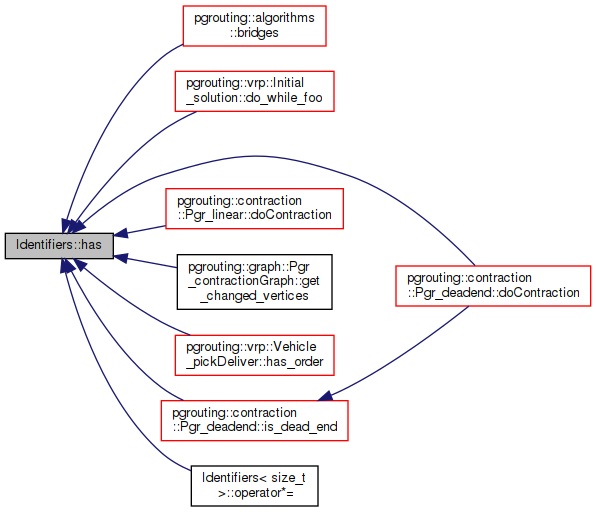 pgrouting::algorithms
::bridges
pgrouting::vrp::Initial
_solution::do_while_foo
pgrouting::contraction
::Pgr_linear::doContraction
Identifiers::has
pgrouting::graph::Pgr
_contractionGraph::get
_changed_vertices
pgrouting::contraction
::Pgr_deadend::doContraction
pgrouting::vrp::Vehicle
_pickDeliver::has_order
pgrouting::contraction
::Pgr_deadend::is_dead_end
Identifiers< size_t
>::operator*=